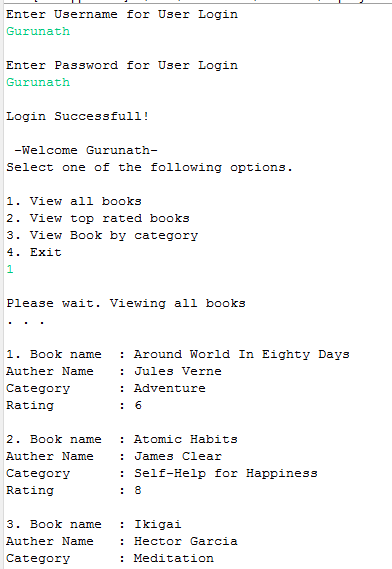 Enter Username for User Login
Gurunath
Enter Password for User Login
Gurunath
Login Successfull!
-Welcome Gurunath-
Select one of the following options.
1. View all books
2. View top rated books
3. View Book by category
4. Exit
1
Please wait. Viewing all books
. . .
1. Book name  : Around World In Eighty Days
Auther Name   : Jules Verne
Category      : Adventure
Rating        : 6
2. Book name  : Atomic Habits
Auther Name   : James Clear
Category      : Self-Help for Happiness
Rating        : 8
3. Book name  : Ikigai
Auther Name   : Hector Garcia
Category      : Meditation